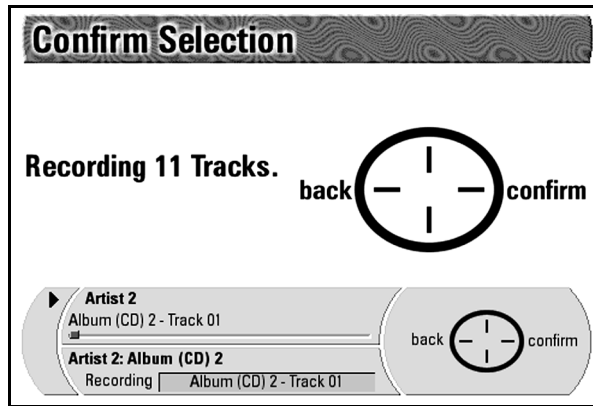 Confirm Selection
Recording 11 Tracks.
back confirm
Artist 2
Album (CD) 2 - Track 01
back confirm
Artist 2: Album (CD) 2
Recording Album (CD) 2 - Track 01